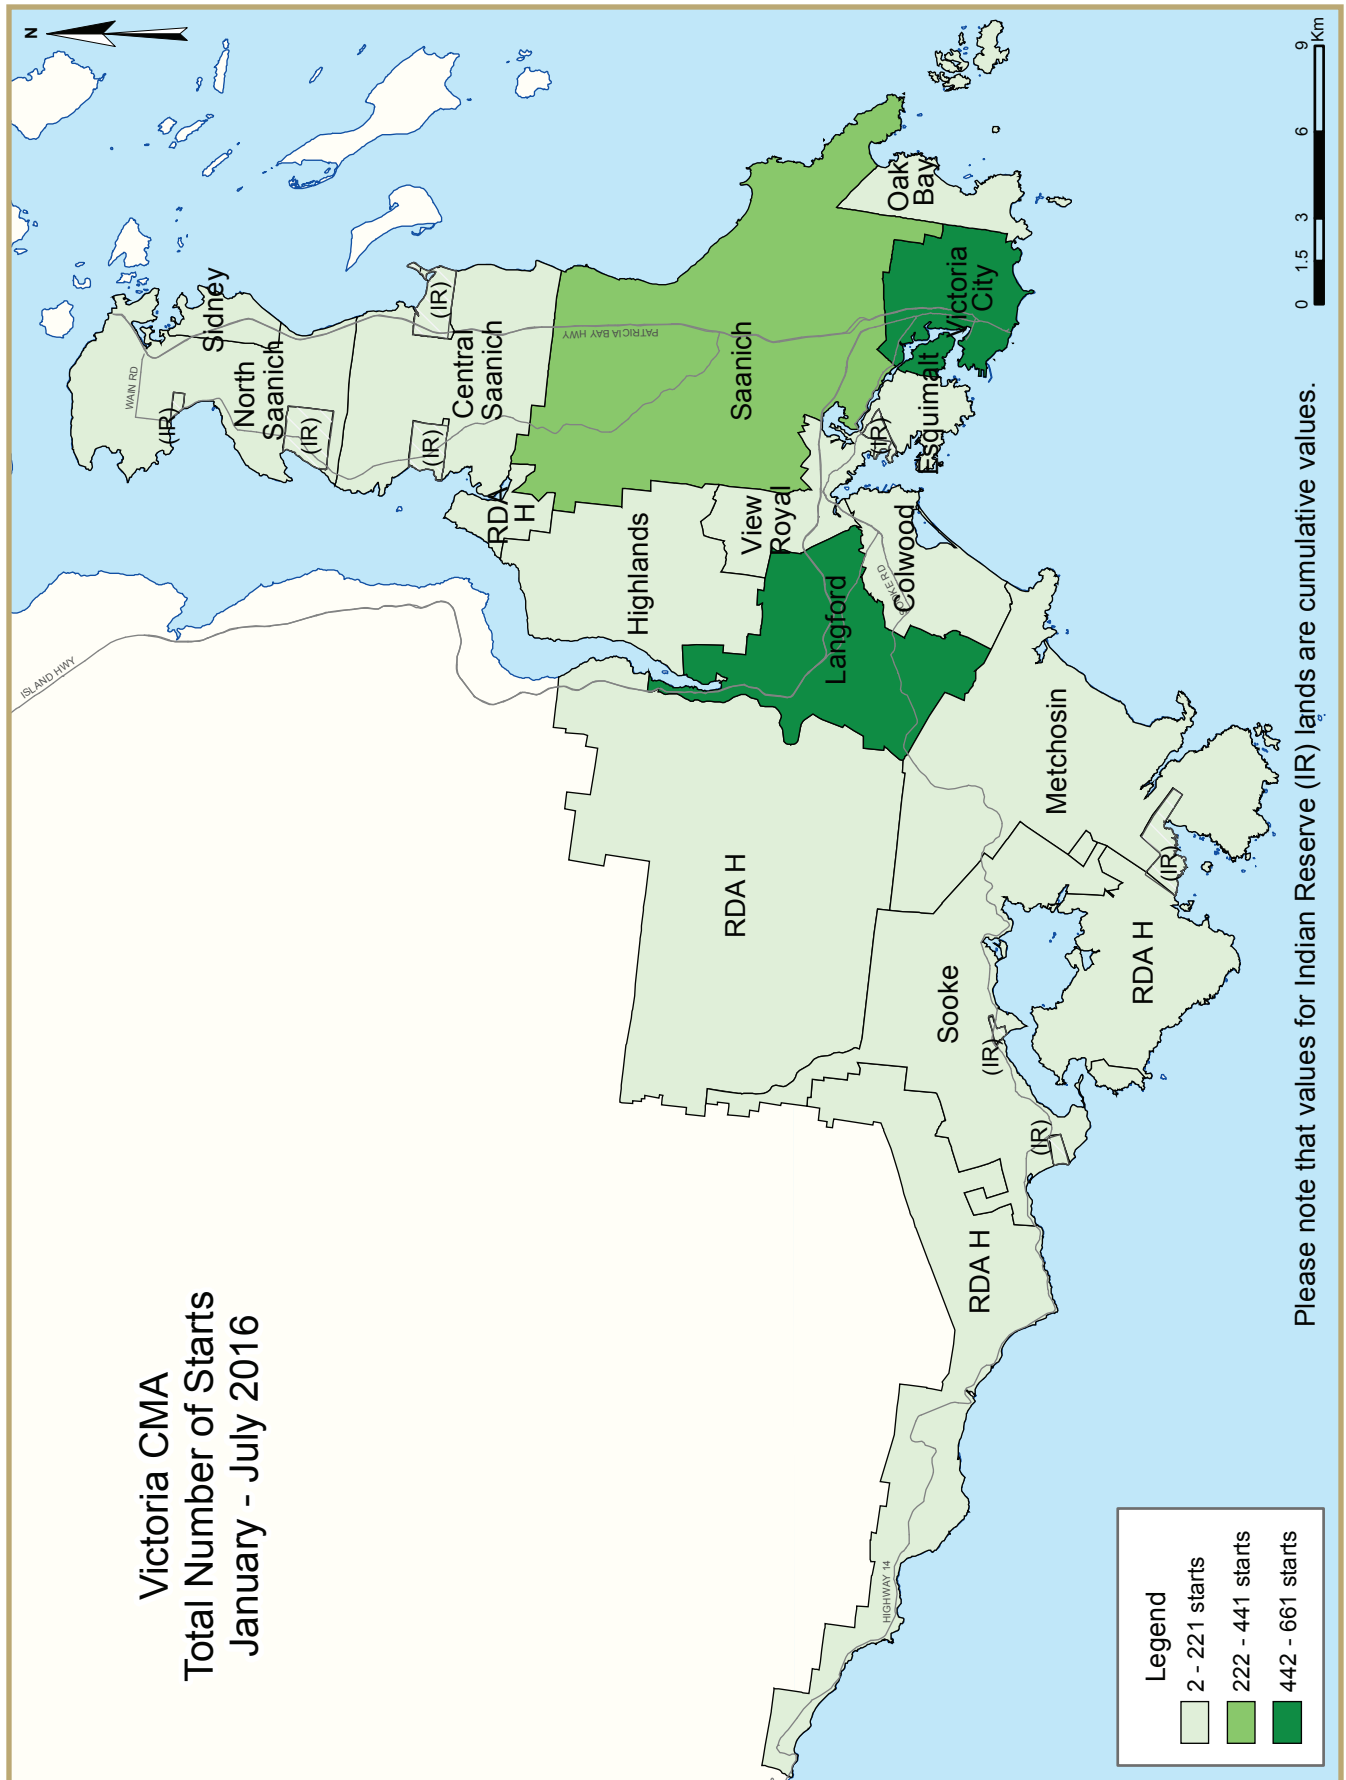 Victoria CMA
Total Number of Starts
January - July 2016
N
ISLAND HWY
WAIN RD
Sidney
North
Saanich
(IR)
(IR)
(IR)
(IR)
Central
Saanich
PATRICIA BAY HWY
RDA
H
Saanich
Highlands
View
Royal
Oak
Bay
Victoria
City
Esquimalt
(IR)
Langford
Colwood
SOOKE RD
Metchosin
(IR)
RDA H
Sooke
(IR)
(IR)
RDA H
RDA H
HIGHWAY 14
Legend
2 - 221 starts
222 - 441 starts
442 - 661 starts
Please note that values for Indian Reserve (IR) lands are cumulative values.
0 1.5 3 6 9
Km